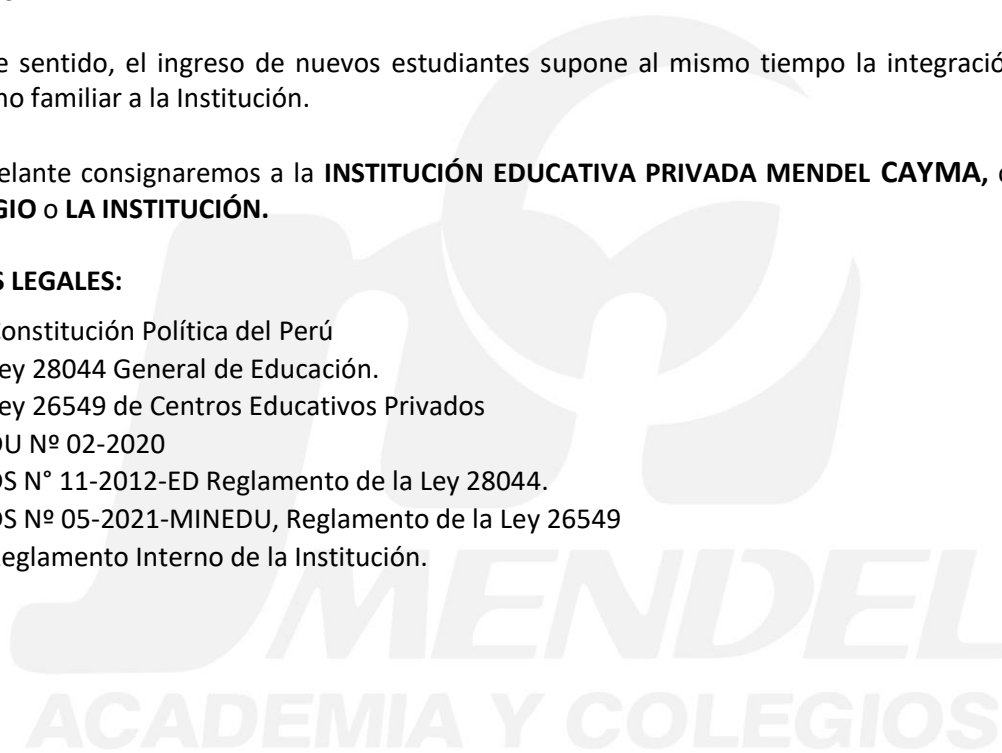 e sentido, el ingreso de nuevos estudiantes supone al mismo tiempo la integració
no familiar a la Institución.
elante consignaremos a la INSTITUCIÓN EDUCATIVA PRIVADA MENDEL CAYMA,
GIO o LA INSTITUCIÓN.
S LEGALES:
onstitución Política del Perú
ey 28044 General de Educación.
ey 26549 de Centros Educativos Privados
DU Nº 02-2020
DS N° 11-2012-ED Reglamento de la Ley 28044.
DS Nº 05-2021-MINEDU, Reglamento de la Ley 26549
eglamento Interno de la Institución.
MENDEL
ACADEMIA Y COLEGIOS